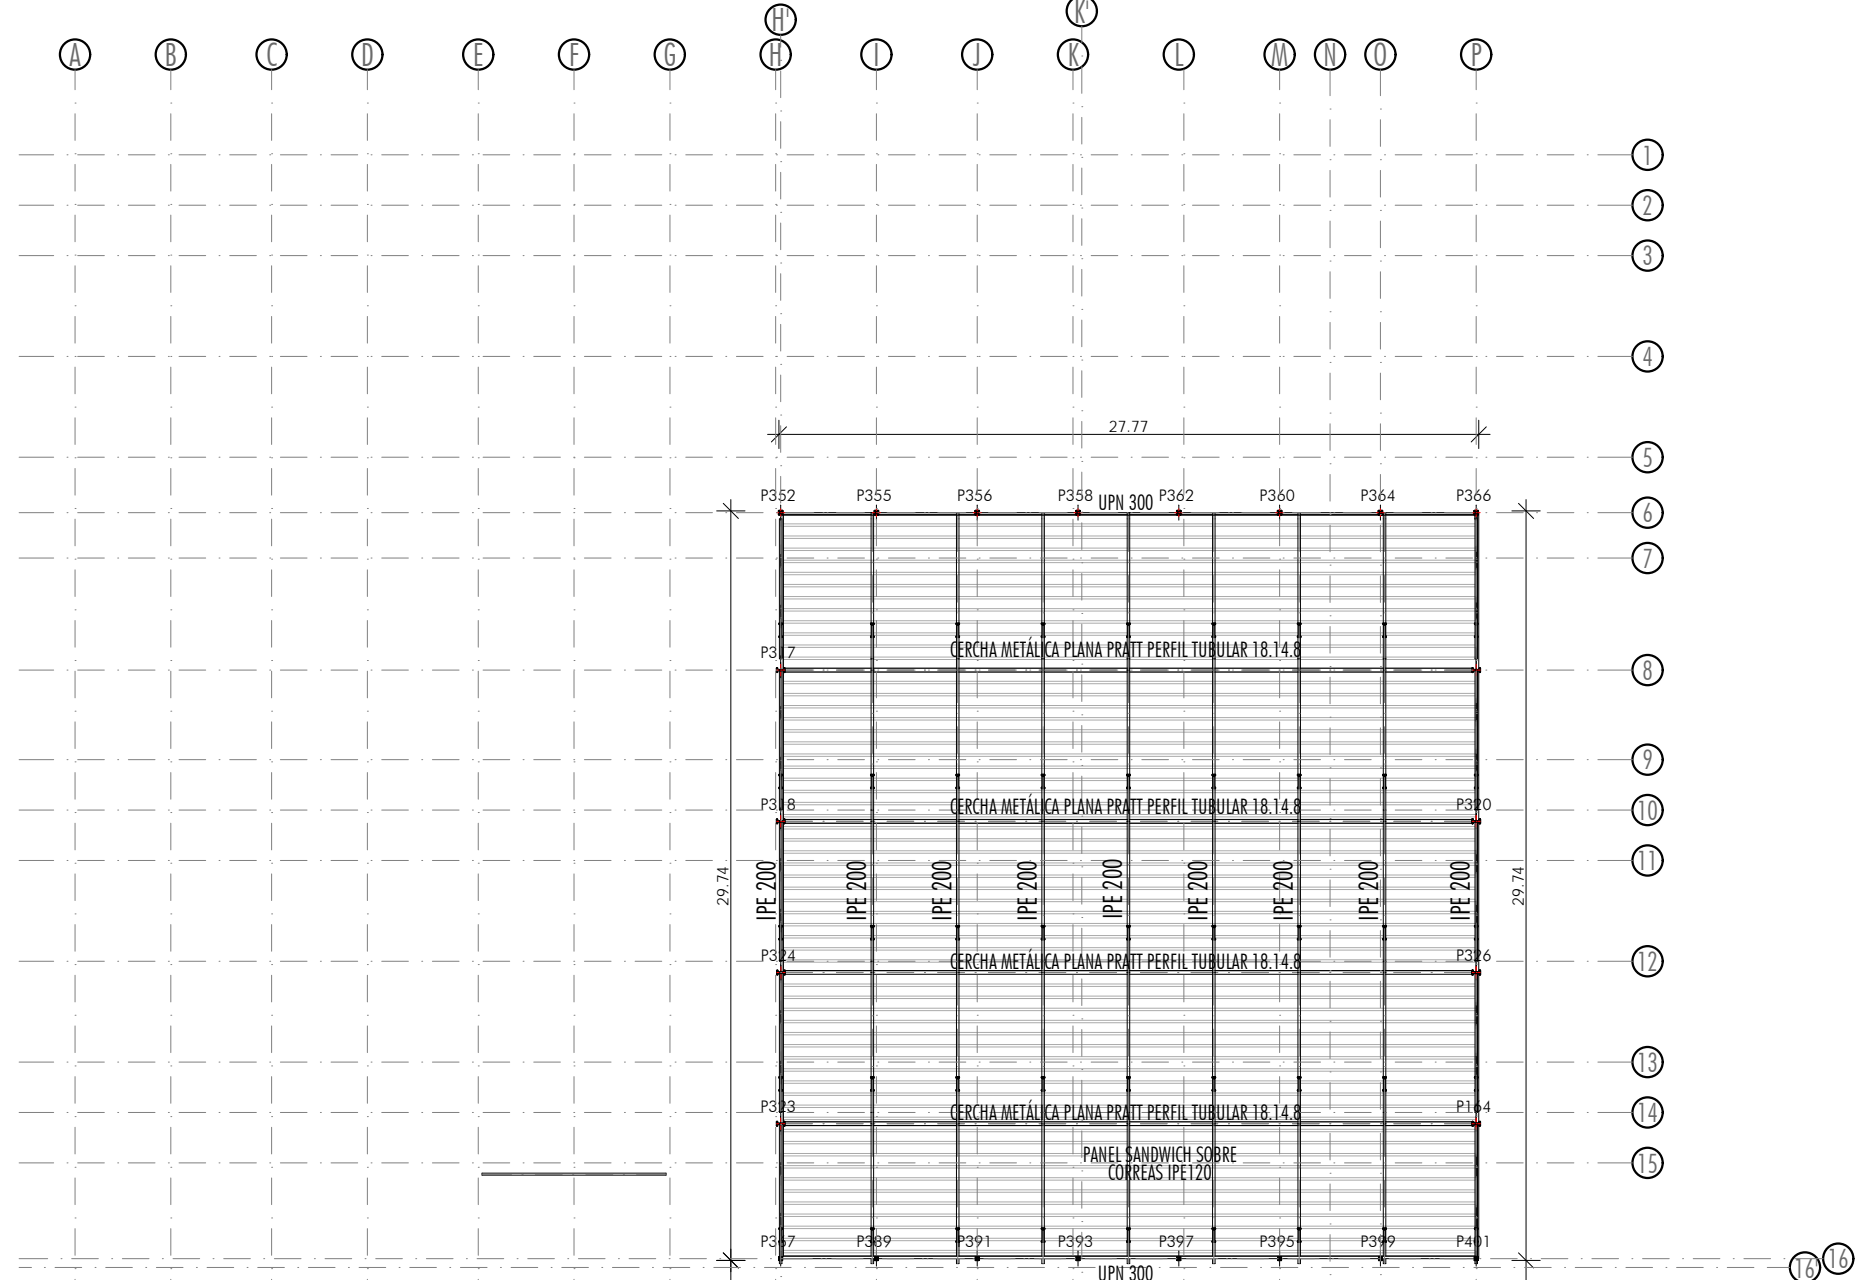 H' K'
A B C D E F G H I J K L M N O P
1
2
3
4
27.77
5
P352 P355 P356 P358 UPN 300 P362 P360 P364 P366
6
7
P317 CERCHA METÁLICA PLANA PRATT PERFIL TUBULAR 18.14.8
8
9
P318 CERCHA METÁLICA PLANA PRATT PERFIL TUBULAR 18.14.8 P320
10
11
29.74 IPE 200 IPE 200 IPE 200 IPE 200 IPE 200 IPE 200 IPE 200 IPE 200 IPE 200 29.74
P324 CERCHA METÁLICA PLANA PRATT PERFIL TUBULAR 18.14.8 P326
12
13
P323 CERCHA METÁLICA PLANA PRATT PERFIL TUBULAR 18.14.8 P164
14
PANEL SANDWICH SOBRE
15
CORREAS IPE120
P389 P391 P393 P397 P395 P399 P401
UPN 300
16' 16